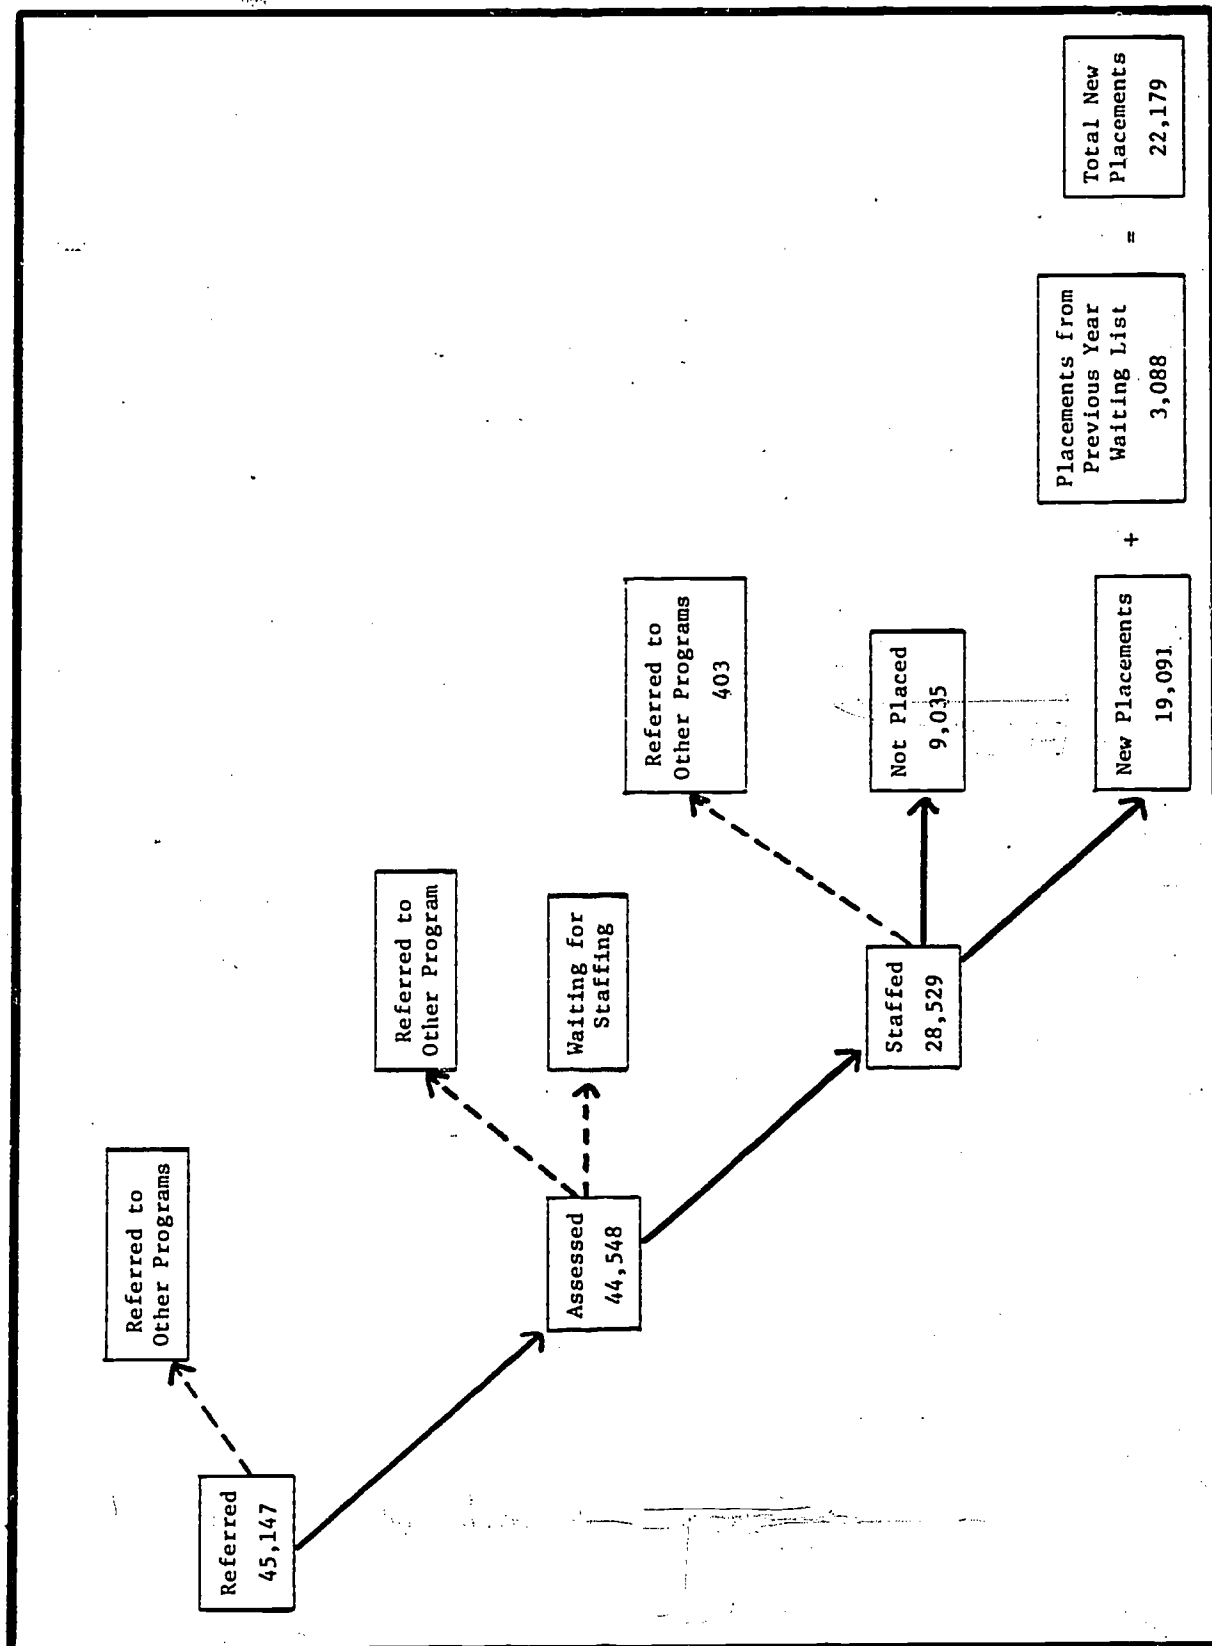 Referred
45,147
Referred to
Other Programs
Assessed
44,548
Referred to
Other Program
Waiting for
Staffing
Staffed
28,529
Referred to
Other Programs
403
Not Placed
9,035
New Placements
19,091
+
Placements from
Previous Year
Waiting List
3,088
=
Total New
Placements
22,179